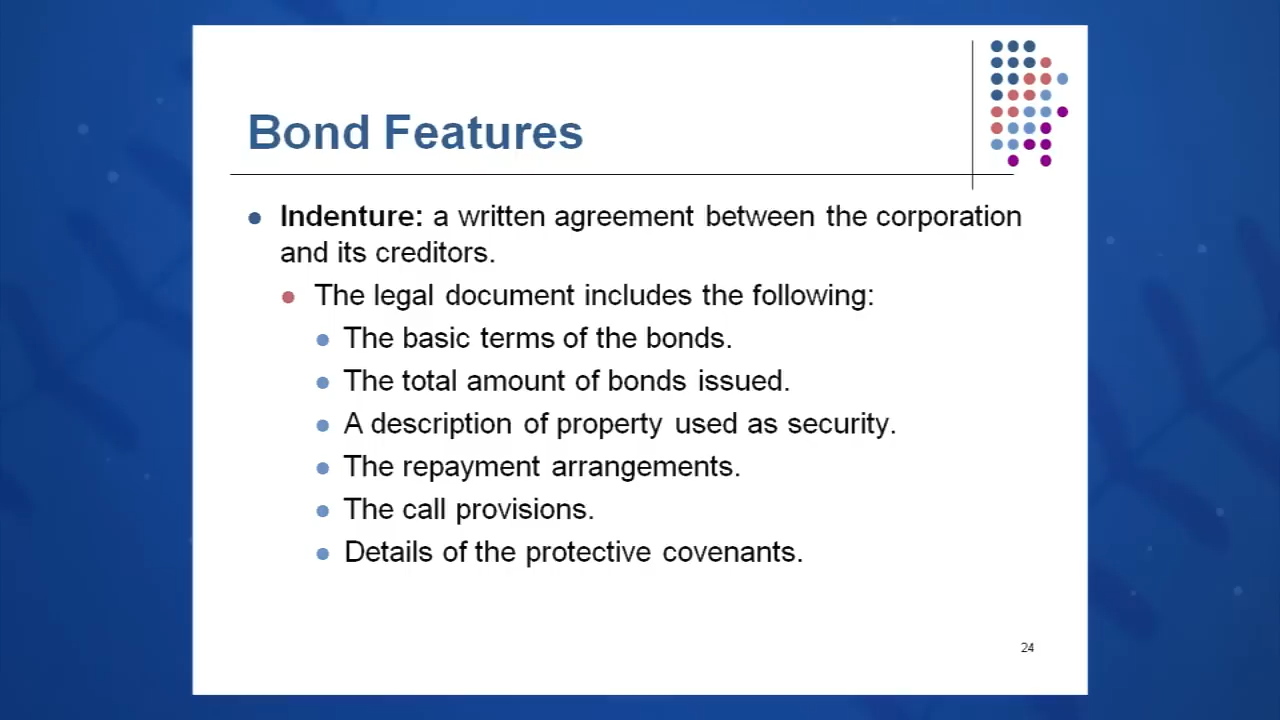 Bond Features
Indenture: a written agreement between the corporation
and its creditors.
The legal document includes the following:
The basic terms of the bonds.
The total amount of bonds issued.
A description of property used as security.
The repayment arrangements.
The call provisions.
Details of the protective covenants.
24